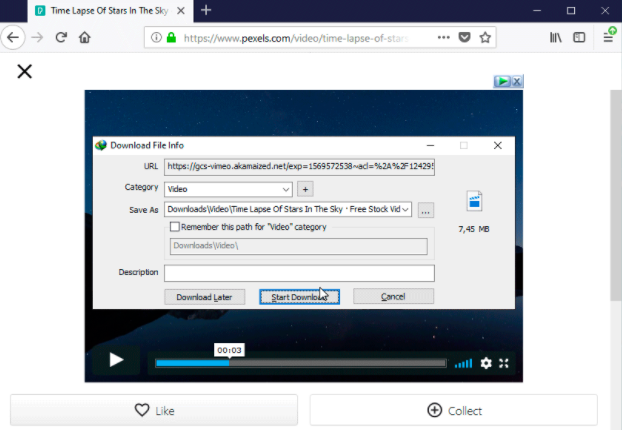 Time Lapse Of Stars In The Sky
https://www.pexels.com/video/time-lapse-of-stars
Download File Info
URL https://gcs-vimeo.akamaized.net/exp=1569572538~acl=%2A%2F124295
Category Video
Save As Downloads\Video\Time Lapse Of Stars In The Sky · Free Stock Vid
...
7,45 MB
Remember this path for "Video" category
Downloads\Video\
Description
Download Later Start Download Cancel
00:03
Like Collect